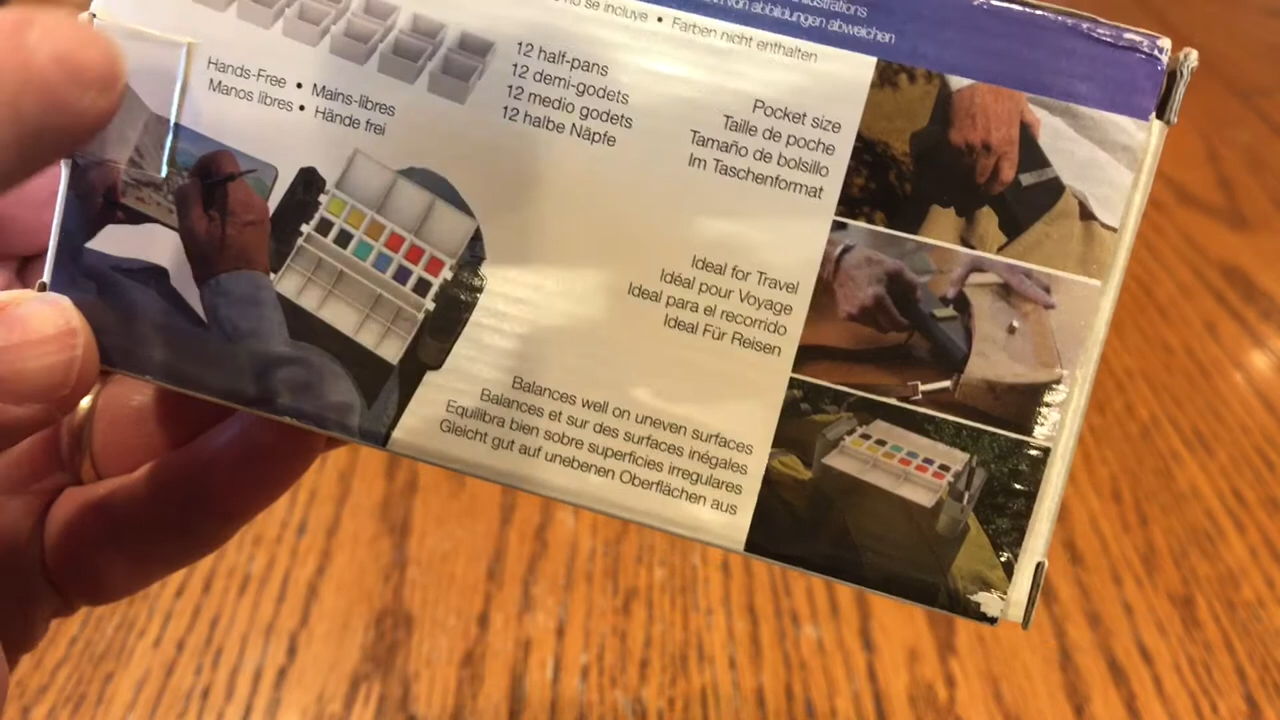 illustrations
von abbildungen abweichen
no se incluye • Farben nicht enthalten
12 half-pans
12 demi-godets
12 medio godets
12 halbe Näpfe
Hands-Free • Mains-libres
Manos libres • Hände frei
Pocket size
Taille de poche
Tamaño de bolsillo
Im Taschenformat
Ideal for Travel
Idéal pour Voyage
Ideal para el recorrido
Ideal Für Reisen
Balances well on uneven surfaces
Balances et sur des surfaces inégales
Equilibra bien sobre superficies irregulares
Gleicht gut auf unebenen Oberflächen aus